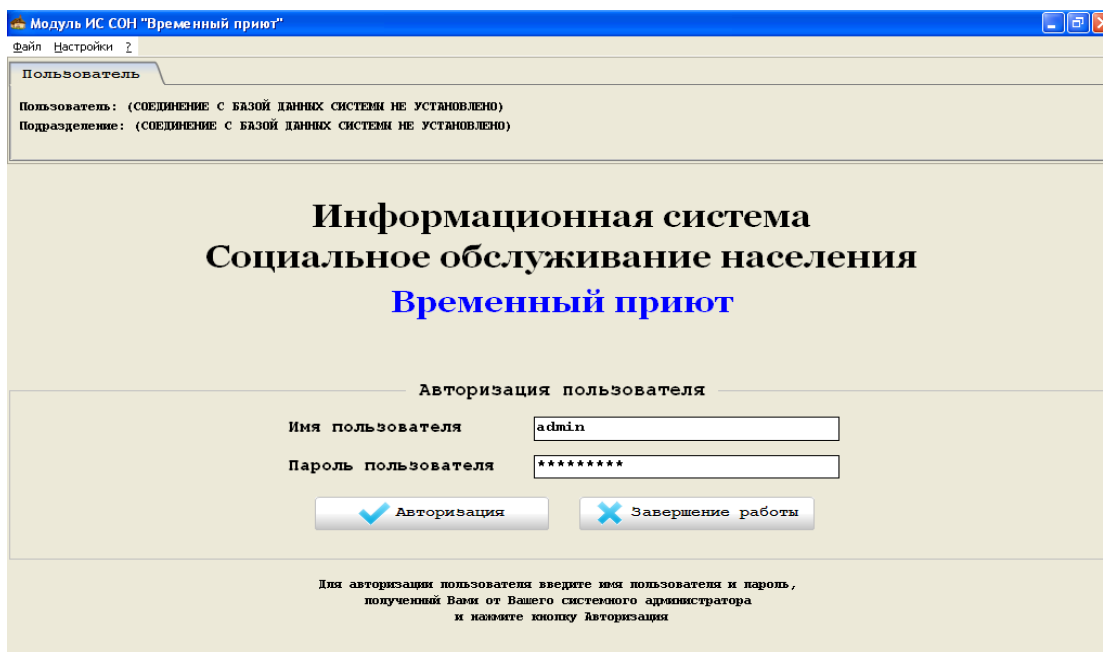 Модуль ИС СОН "Временный приют"
Файл Настройки ?
Пользователь
Пользователь: (СОЕДИНЕНИЕ С БАЗОЙ ДАННЫХ СИСТЕМЫ НЕ УСТАНОВЛЕНО)
Подразделение: (СОЕДИНЕНИЕ С БАЗОЙ ДАННЫХ СИСТЕМЫ НЕ УСТАНОВЛЕНО)
Информационная система
Социальное обслуживание населения
Временный приют
Авторизация пользователя
Имя пользователя admin
Пароль пользователя *********
Авторизация Завершение работы
Для авторизации пользователя введите имя пользователя и пароль,
полученный Вами от Вашего системного администратора
и нажмите кнопку Авторизация